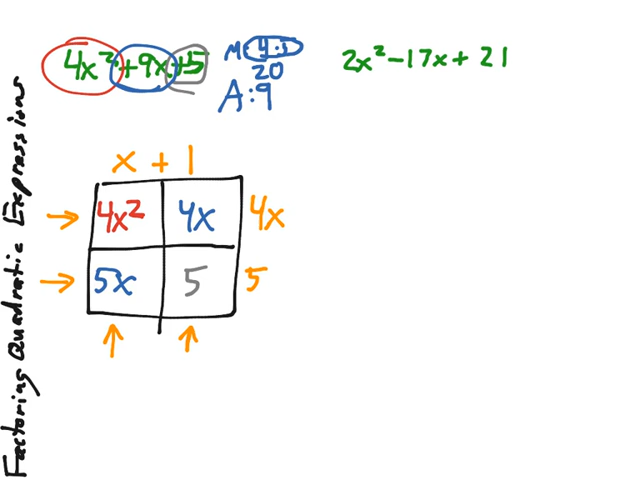 Factoring Quadratic Expressions
4x² + 9x + 5
M: 4·5
20
A: 9
2x² - 17x + 21
x + 1
4x² 4x 4x
5x 5 5